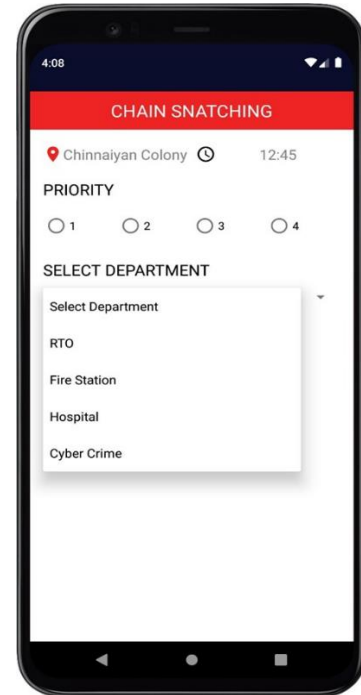 4:08
CHAIN SNATCHING
Chinnaiyan Colony 12:45
PRIORITY
1 2 3 4
SELECT DEPARTMENT
Select Department
RTO
Fire Station
Hospital
Cyber Crime